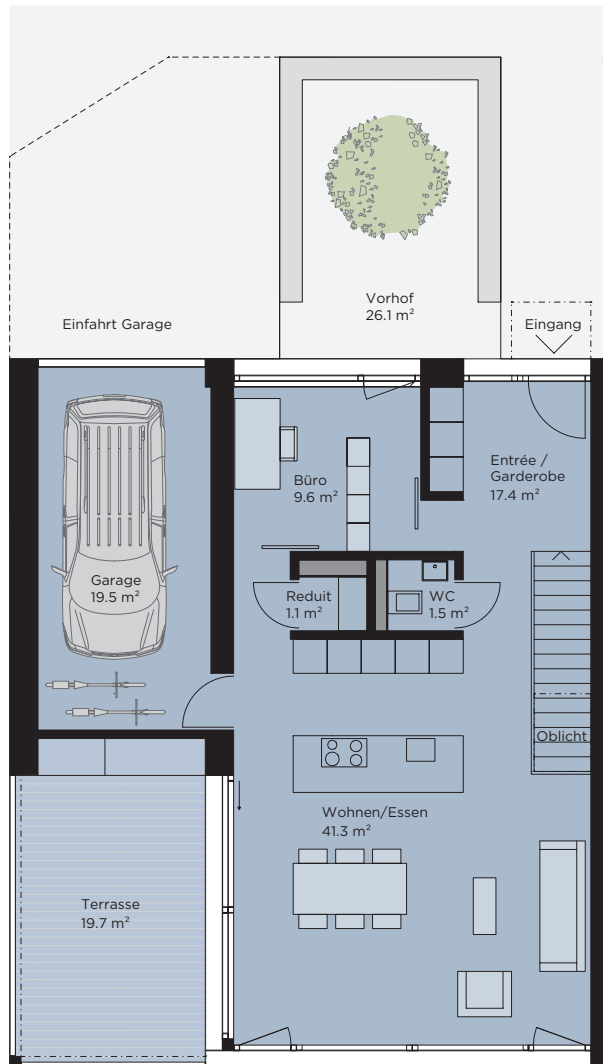 Vorhof
26.1 m²
Einfahrt Garage
Eingang
Entrée /
Garderobe
17.4 m²
Büro
9.6 m²
Garage
19.5 m²
Reduit
1.1 m²
WC
1.5 m²
Oblicht
Wohnen/Essen
41.3 m²
Terrasse
19.7 m²